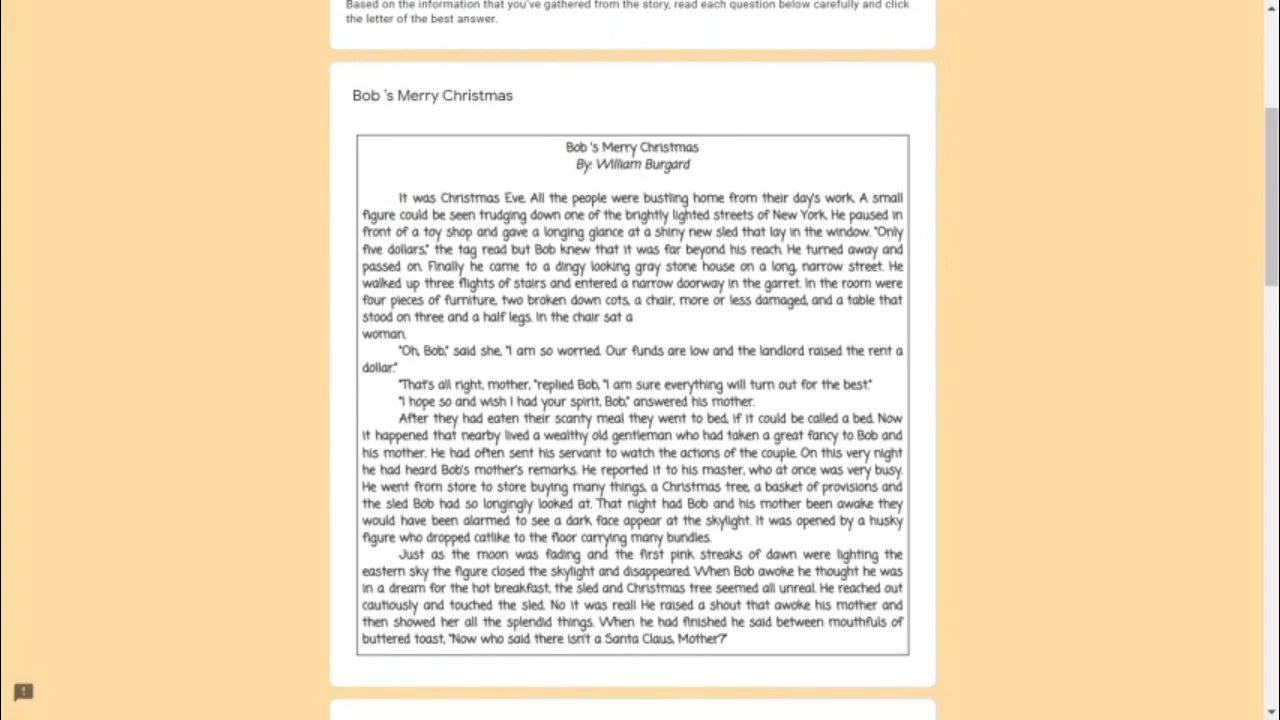 Based on the information that you've gathered from the story, read each question below carefully and click
the letter of the best answer.
Bob 's Merry Christmas
Bob 's Merry Christmas
By: William Burgard
It was Christmas Eve. All the people were bustling home from their day's work. A small
figure could be seen trudging down one of the brightly lighted streets of New York. He paused in
front of a toy shop and gave a longing glance at a shiny new sled that lay in the window. "Only
five dollars," the tag read but Bob knew that it was far beyond his reach. He turned away and
passed on. Finally he came to a dingy looking gray stone house on a long, narrow street. He
walked up three flights of stairs and entered a narrow doorway in the garret. In the room were
four pieces of furniture, two broken down cots, a chair, more or less damaged, and a table that
stood on three and a half legs. In the chair sat a
woman.
"Oh, Bob," said she, "I am so worried. Our funds are low and the landlord raised the rent a
dollar."
"That's all right, mother, "replied Bob, "I am sure everything will turn out for the best."
"I hope so and wish I had your spirit, Bob," answered his mother.
After they had eaten their scanty meal they went to bed, if it could be called a bed. Now
it happened that nearby lived a wealthy old gentleman who had taken a great fancy to Bob and
his mother. He had often sent his servant to watch the actions of the couple. On this very night
he had heard Bob's mother's remarks. He reported it to his master, who at once was very busy.
He went from store to store buying many things, a Christmas tree, a basket of provisions and
the sled Bob had so longingly looked at. That night had Bob and his mother been awake they
would have been alarmed to see a dark face appear at the skylight. It was opened by a husky
figure who dropped catlike to the floor carrying many bundles.
Just as the moon was fading and the first pink streaks of dawn were lighting the
eastern sky the figure closed the skylight and disappeared. When Bob awoke he thought he was
in a dream for the hot breakfast, the sled and Christmas tree seemed all unreal. He reached out
cautiously and touched the sled. No it was real! He raised a shout that awoke his mother and
then showed her all the splendid things. When he had finished he said between mouthfuls of
buttered toast, "Now who said there isn't a Santa Claus, Mother?"